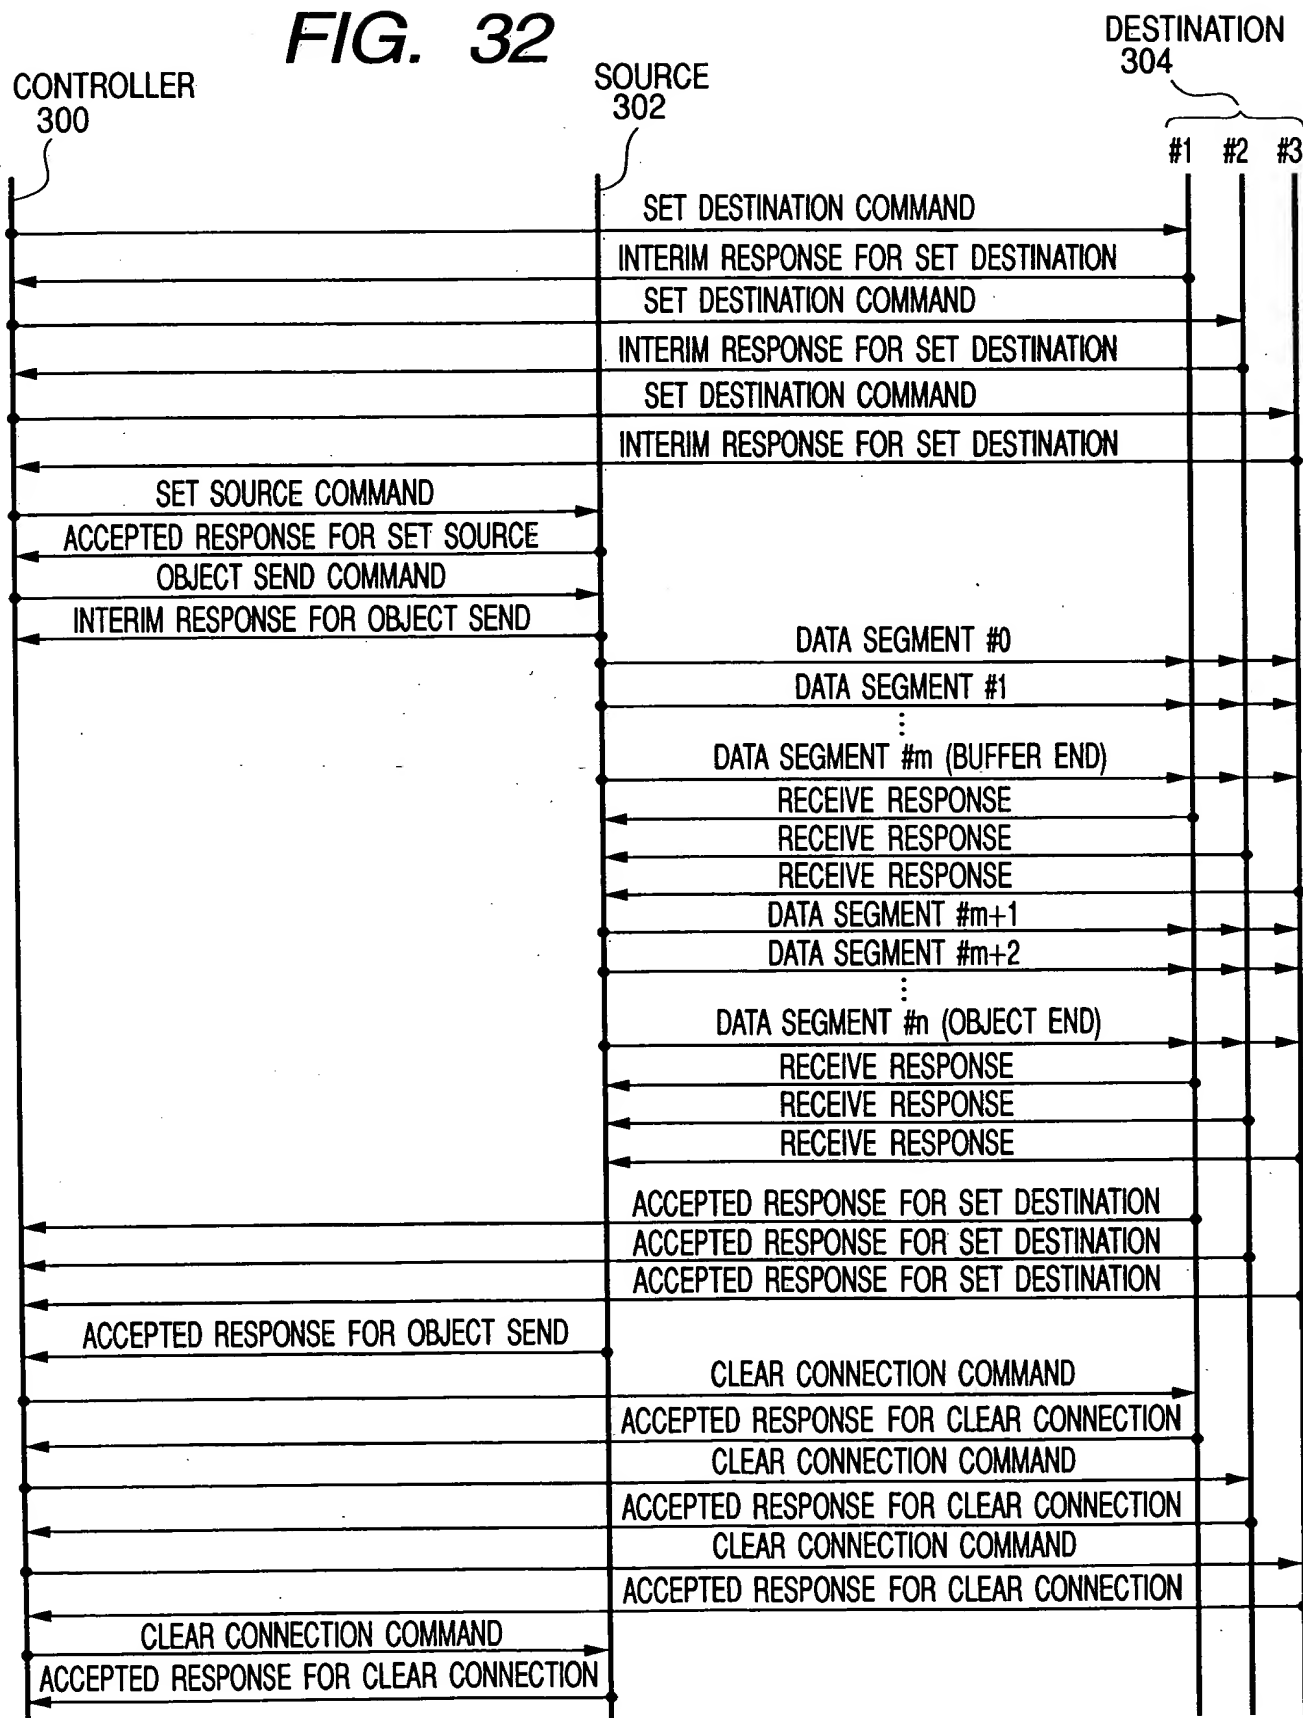 FIG. 32
CONTROLLER
300
SOURCE
302
DESTINATION
304
#1 #2 #3
SET DESTINATION COMMAND
INTERIM RESPONSE FOR SET DESTINATION
SET DESTINATION COMMAND
INTERIM RESPONSE FOR SET DESTINATION
SET DESTINATION COMMAND
INTERIM RESPONSE FOR SET DESTINATION
SET SOURCE COMMAND
ACCEPTED RESPONSE FOR SET SOURCE
OBJECT SEND COMMAND
INTERIM RESPONSE FOR OBJECT SEND
DATA SEGMENT #0
DATA SEGMENT #1
DATA SEGMENT #m (BUFFER END)
RECEIVE RESPONSE
RECEIVE RESPONSE
RECEIVE RESPONSE
DATA SEGMENT #m+1
DATA SEGMENT #m+2
DATA SEGMENT #n (OBJECT END)
RECEIVE RESPONSE
RECEIVE RESPONSE
RECEIVE RESPONSE
ACCEPTED RESPONSE FOR SET DESTINATION
ACCEPTED RESPONSE FOR SET DESTINATION
ACCEPTED RESPONSE FOR SET DESTINATION
ACCEPTED RESPONSE FOR OBJECT SEND
CLEAR CONNECTION COMMAND
ACCEPTED RESPONSE FOR CLEAR CONNECTION
CLEAR CONNECTION COMMAND
ACCEPTED RESPONSE FOR CLEAR CONNECTION
CLEAR CONNECTION COMMAND
ACCEPTED RESPONSE FOR CLEAR CONNECTION
CLEAR CONNECTION COMMAND
ACCEPTED RESPONSE FOR CLEAR CONNECTION